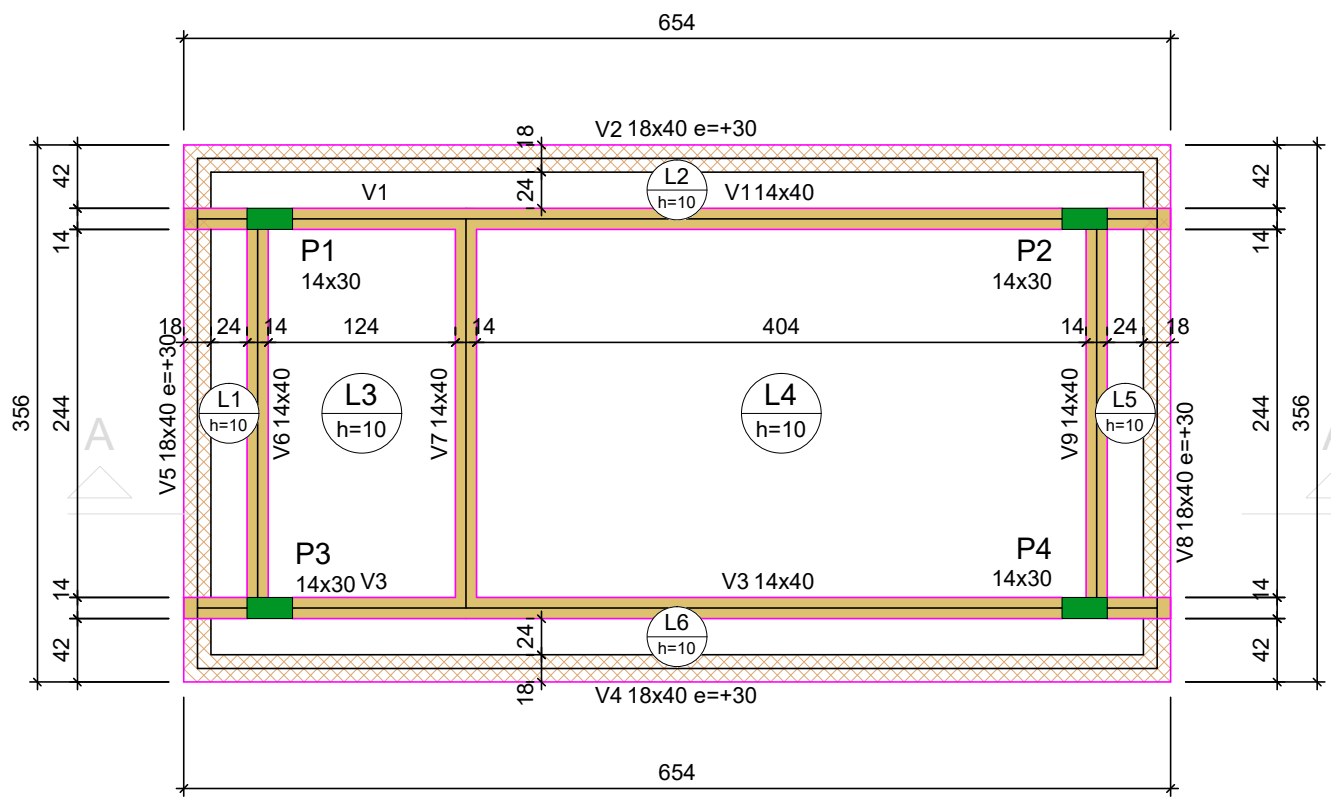 654
V2 18x40 e=+30
18
42
24
L2
h=10
42
V1
V1 14x40
14
14
P1
14x30
P2
14x30
18
24
14
124
14
404
14
24
18
356
244
V5 18x40 e=+30
L1
h=10
V6 14x40
L3
h=10
V7 14x40
L4
h=10
V9 14x40
L5
h=10
V8 18x40 e=+30
244
356
A
P3
14x30
V3
V3 14x40
P4
14x30
14
14
42
24
L6
h=10
42
18
V4 18x40 e=+30
654